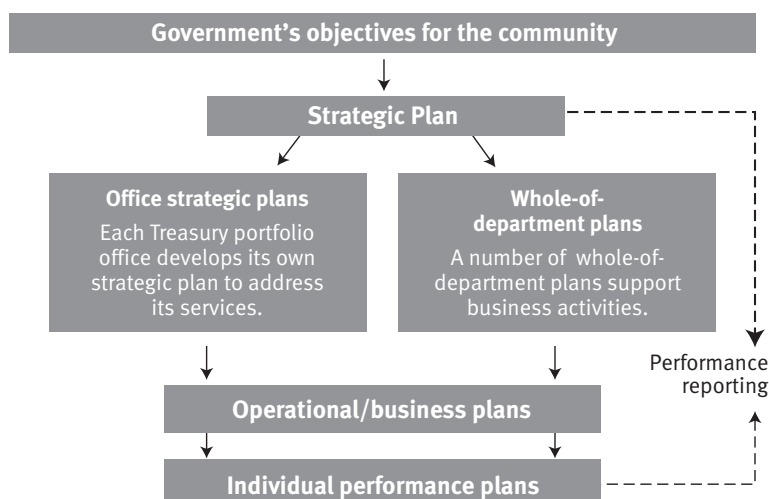 Government’s objectives for the community
Strategic Plan
Office strategic plans
Each Treasury portfolio
office develops its own
strategic plan to address
its services.
Whole-of-
department plans
A number of whole-of-
department plans support
business activities.
Performance
reporting
Operational/business plans
Individual performance plans